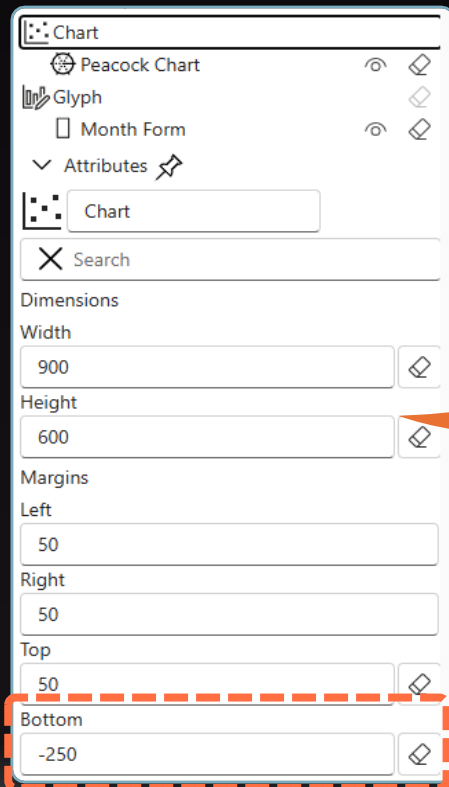 Chart
Peacock Chart
Glyph
Month Form
Attributes
Chart
Search
Dimensions
Width
900
Height
600
Margins
Left
50
Right
50
Top
50
Bottom
-250